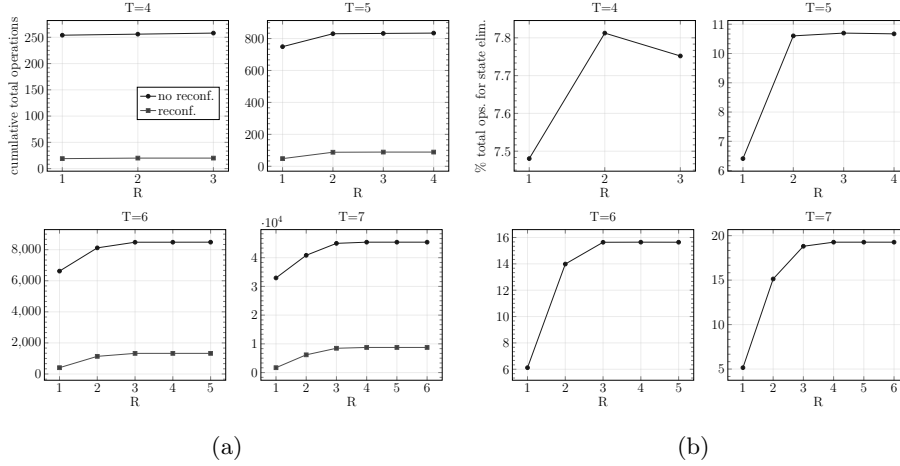 T=4
cumulative total operations
250
200
150
100
50
0
no reconf.
reconf.
1 2 3
R
T=5
800
600
400
200
0
1 2 3 4
R
T=6
8,000
6,000
4,000
2,000
0
1 2 3 4 5
R
T=7
·10⁴
4
3
2
1
0
1 2 3 4 5 6
R
(a)
T=4
% total ops. for state elim.
7.8
7.7
7.6
7.5
1 2 3
R
T=5
11
10
9
8
7
6
1 2 3 4
R
T=6
16
14
12
10
8
6
1 2 3 4 5
R
T=7
20
15
10
5
1 2 3 4 5 6
R
(b)